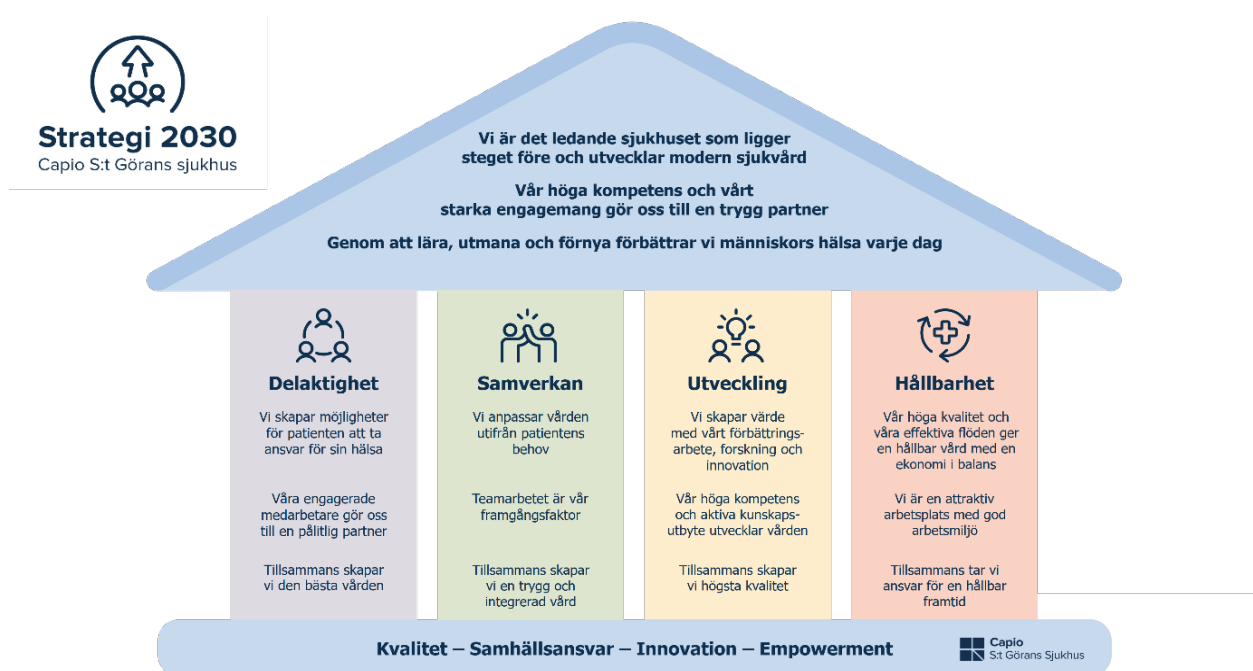 Strategi 2030
Capio S:t Görans sjukhus
Vi är det ledande sjukhuset som ligger
steget före och utvecklar modern sjukvård
Vår höga kompetens och vårt
starka engagemang gör oss till en trygg partner
Genom att lära, utmana och förnya förbättrar vi människors hälsa varje dag
Delaktighet
Vi skapar möjligheter
för patienten att ta
ansvar för sin hälsa
Våra engagerade
medarbetare gör oss
till en pålitlig partner
Tillsammans skapar
vi den bästa vården
Samverkan
Vi anpassar vården
utifrån patientens
behov
Teamarbetet är vår
framgångsfaktor
Tillsammans skapar
vi en trygg och
integrerad vård
Utveckling
Vi skapar värde
med vårt förbättrings-
arbete, forskning och
innovation
Vår höga kompetens
och aktiva kunskaps-
utbyte utvecklar vården
Tillsammans skapar
vi högsta kvalitet
Hållbarhet
Vår höga kvalitet och
våra effektiva flöden ger
en hållbar vård med en
ekonomi i balans
Vi är en attraktiv
arbetsplats med god
arbetsmiljö
Tillsammans tar vi
ansvar för en hållbar
framtid
Kvalitet – Samhällsansvar – Innovation – Empowerment
Capio
S:t Görans Sjukhus